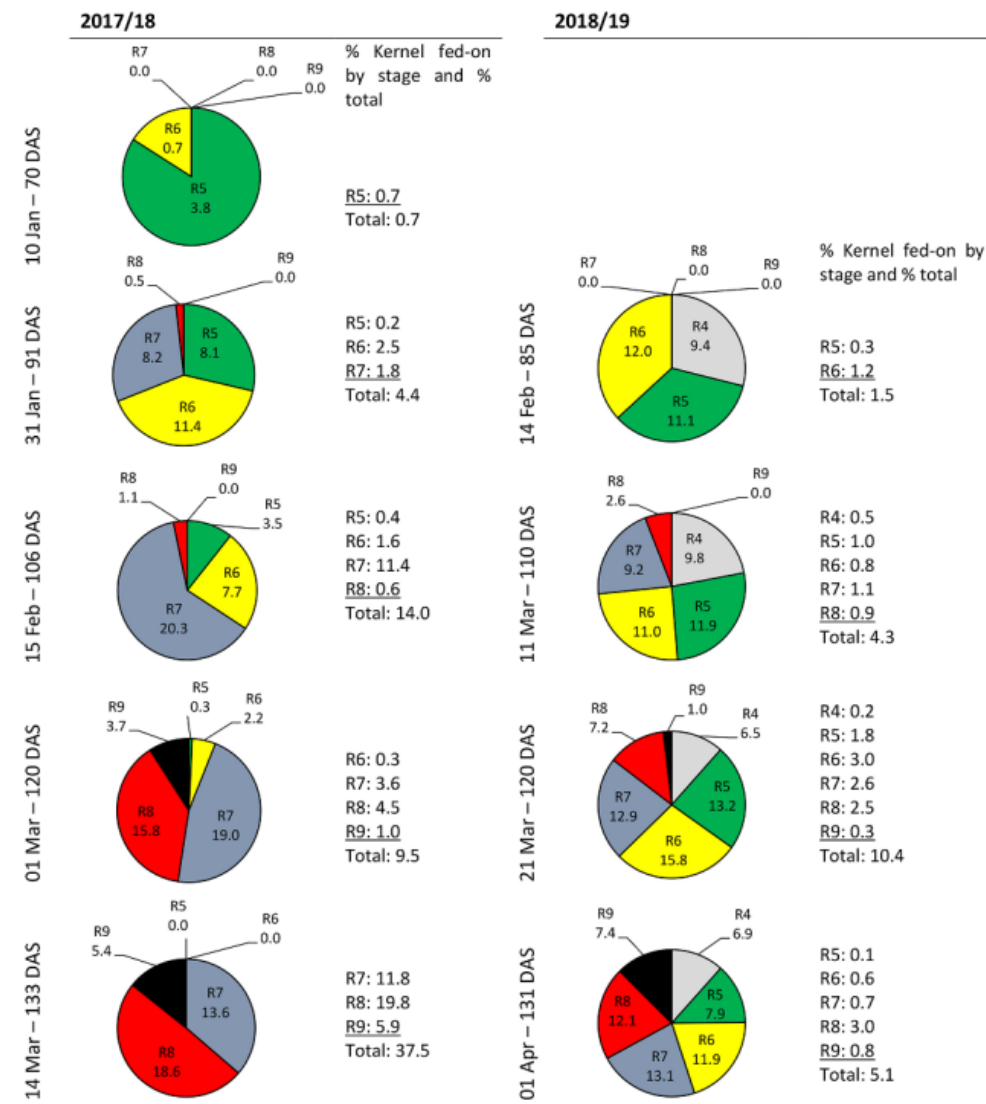 2017/18
10 Jan – 70 DAS
R7
0.0
R8
0.0
R9
0.0
R6
0.7
R5
3.8
% Kernel fed-on
by stage and %
total
R5: 0.7
Total: 0.7
31 Jan – 91 DAS
R8
0.5
R9
0.0
R7
8.2
R5
8.1
R6
11.4
R5: 0.2
R6: 2.5
R7: 1.8
Total: 4.4
15 Feb – 106 DAS
R8
1.1
R9
0.0
R5
3.5
R6
7.7
R7
20.3
R5: 0.4
R6: 1.6
R7: 11.4
R8: 0.6
Total: 14.0
01 Mar – 120 DAS
R9
3.7
R5
0.3
R6
2.2
R8
15.8
R7
19.0
R6: 0.3
R7: 3.6
R8: 4.5
R9: 1.0
Total: 9.5
14 Mar – 133 DAS
R9
5.4
R5
0.0
R6
0.0
R7
13.6
R8
18.6
R7: 11.8
R8: 19.8
R9: 5.9
Total: 37.5
2018/19
14 Feb – 85 DAS
R7
0.0
R8
0.0
R9
0.0
R6
12.0
R4
9.4
R5
11.1
% Kernel fed-on by
stage and % total
R5: 0.3
R6: 1.2
Total: 1.5
11 Mar – 110 DAS
R8
2.6
R9
0.0
R7
9.2
R4
9.8
R6
11.0
R5
11.9
R4: 0.5
R5: 1.0
R6: 0.8
R7: 1.1
R8: 0.9
Total: 4.3
21 Mar – 120 DAS
R8
7.2
R9
1.0
R4
6.5
R7
12.9
R5
13.2
R6
15.8
R4: 0.2
R5: 1.8
R6: 3.0
R7: 2.6
R8: 2.5
R9: 0.3
Total: 10.4
01 Apr – 131 DAS
R9
7.4
R4
6.9
R8
12.1
R5
7.9
R7
13.1
R6
11.9
R5: 0.1
R6: 0.6
R7: 0.7
R8: 3.0
R9: 0.8
Total: 5.1